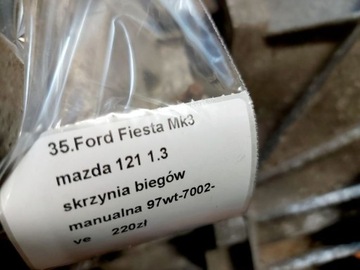 35.Ford Fiesta Mk3
mazda 121 1.3
skrzynia biegów
manualna 97wt-7002-
ve 220zł